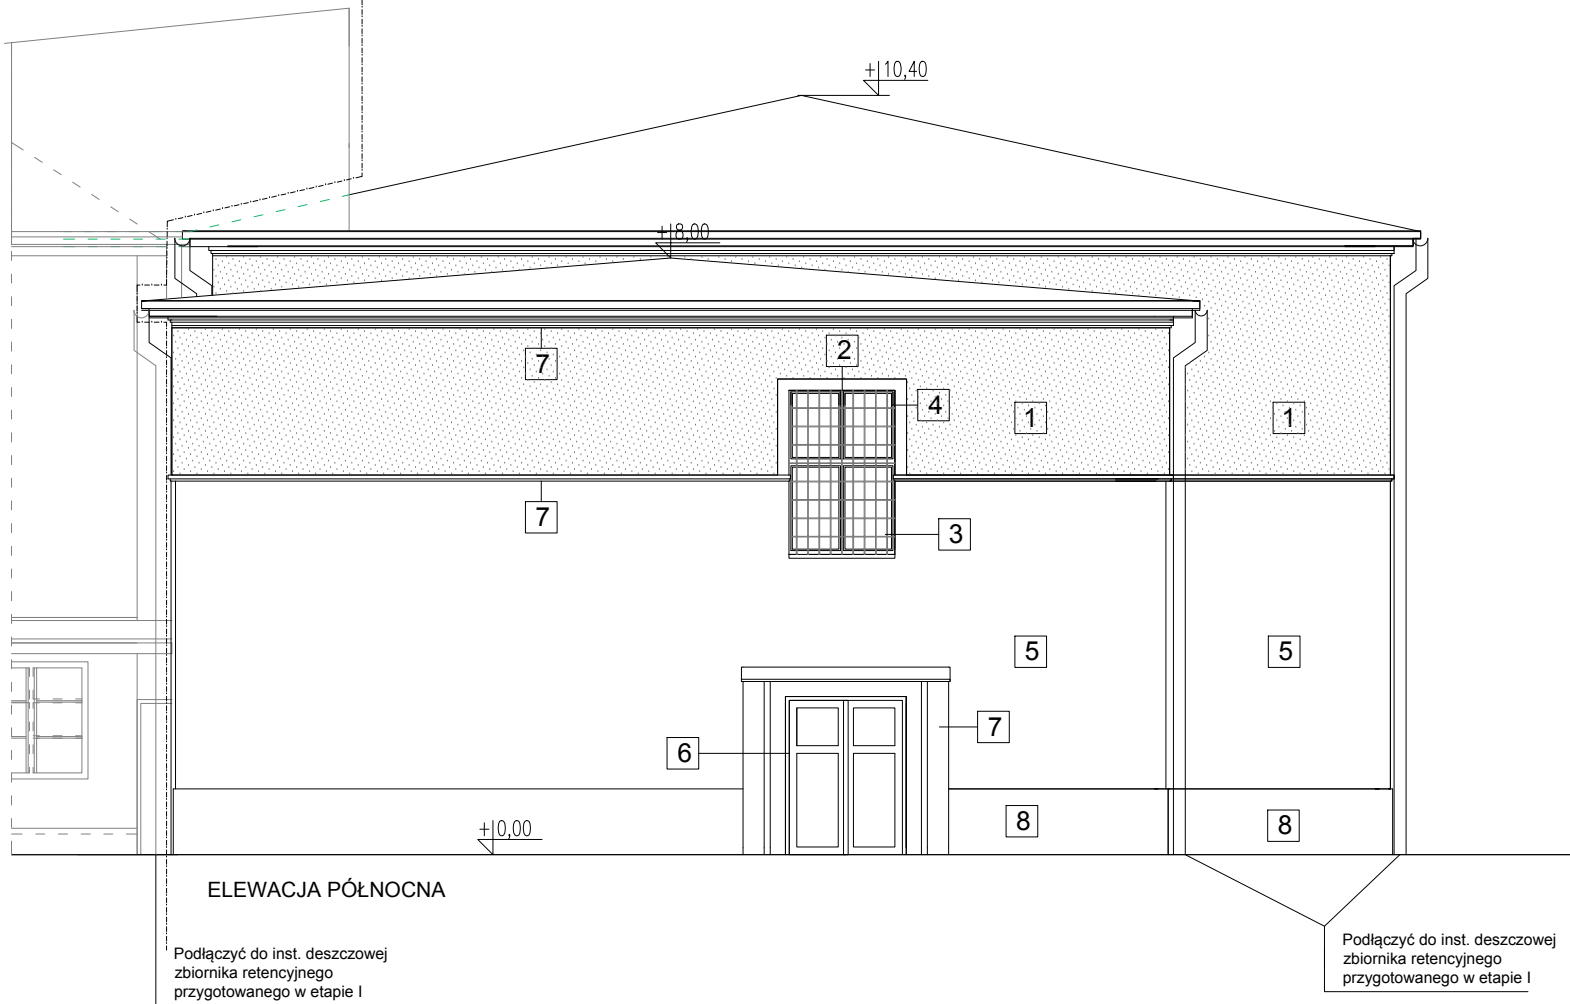 +10,40
+8,00
7
2
4
1
1
7
3
5
5
7
6
8
8
+0,00
ELEWACJA PÓŁNOCNA
Podłączyć do inst. deszczowej
zbiornika retencyjnego
przygotowanego w etapie I
Podłączyć do inst. deszczowej
zbiornika retencyjnego
przygotowanego w etapie I